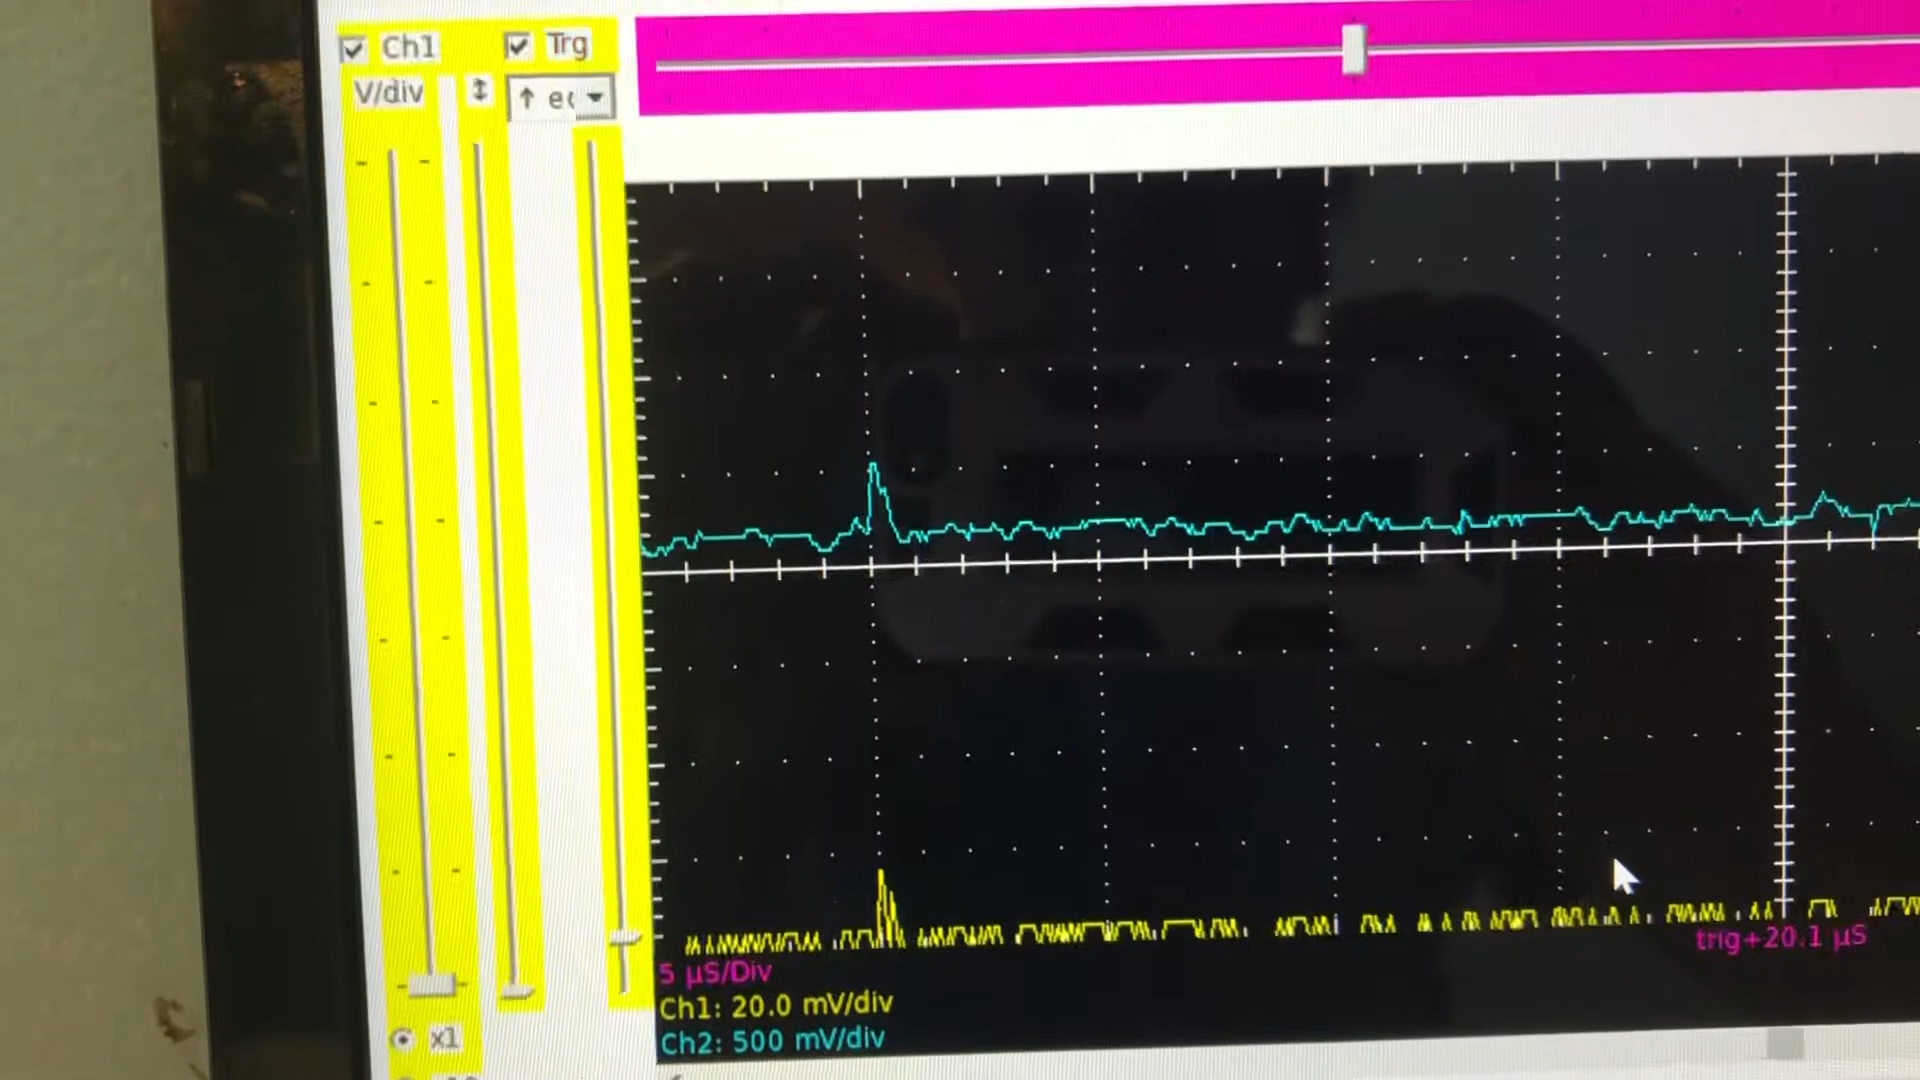 Ch1 Trg
V/div ↕ ↑ e
x1
trig+20.1 µS
5 µS/Div
Ch1: 20.0 mV/div
Ch2: 500 mV/div